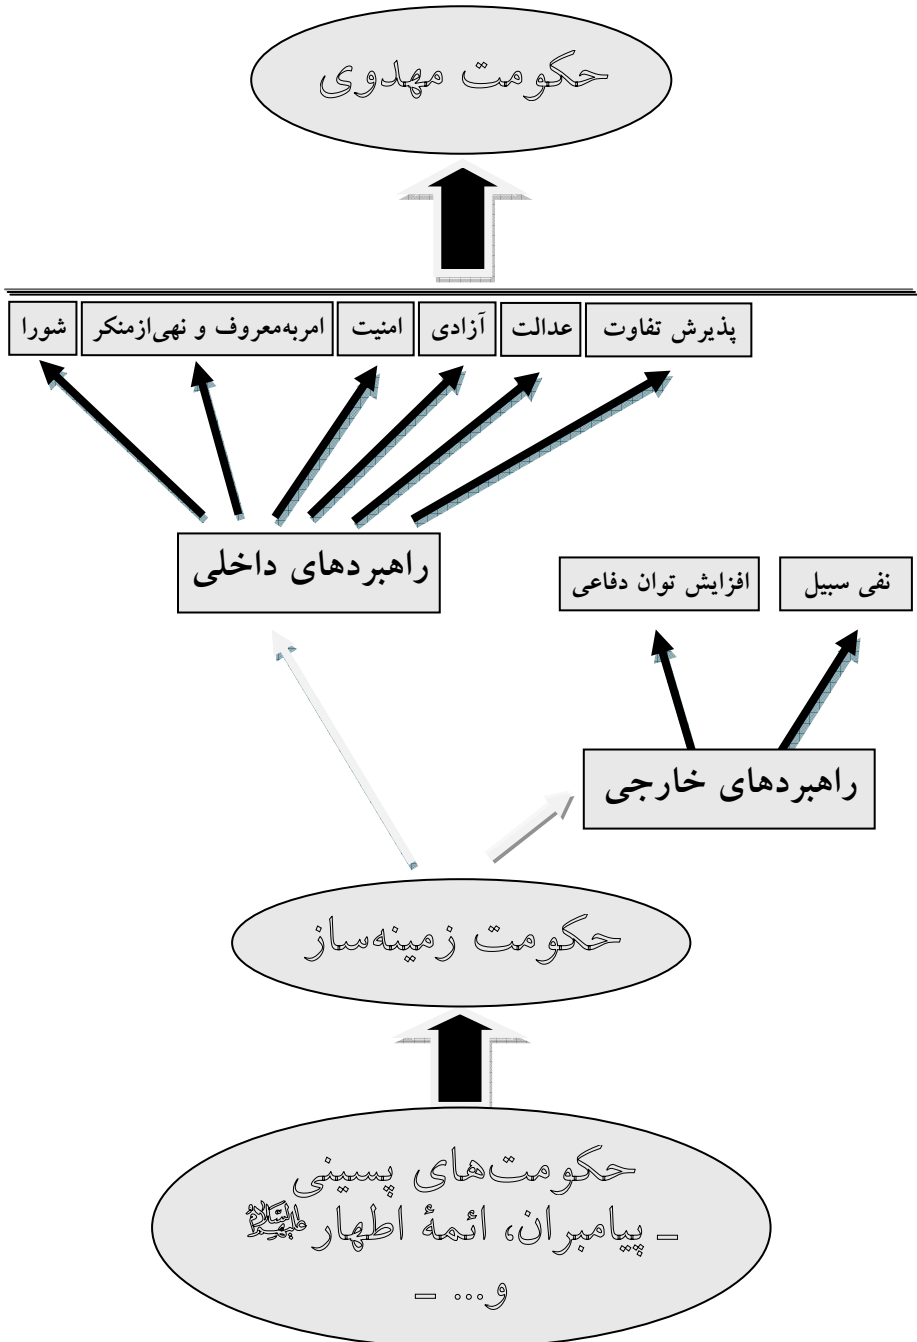 حکومت مهدوی
پذیرش تفاوت
عدالت
آزادی
امنیت
امربه‌معروف و نهی‌ازمنکر
شورا
راهبردهای داخلی
نفی سبیل
افزایش توان دفاعی
راهبردهای خارجی
حکومت زمینه‌ساز
حکومت‌های پسینی
ـ پیامبران، ائمهٔ اطهار علیهم‌السلام
و... ـ